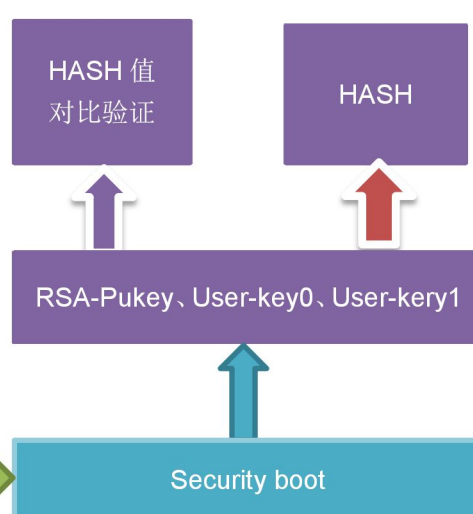 HASH 值
对比验证
HASH
RSA-Pukey、User-key0、User-kery1
Security boot